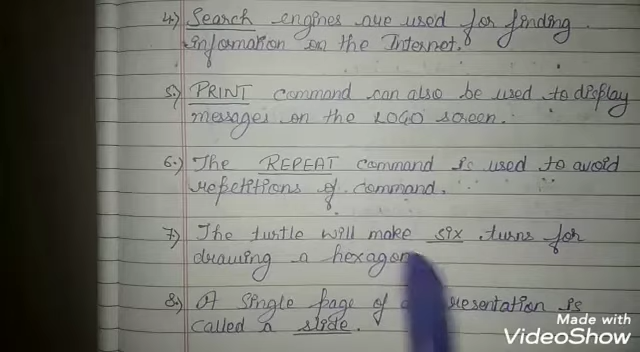 4.) Search engines are used for finding
information on the Internet.
5.) PRINT command can also be used to display
messages on the LOGO screen.
6.) The REPEAT command is used to avoid
repetitions of command.
7.) The turtle will make six turns for
drawing a hexagon
8.) A single page of a resentation is
called a slide.
Made with
VideoShow